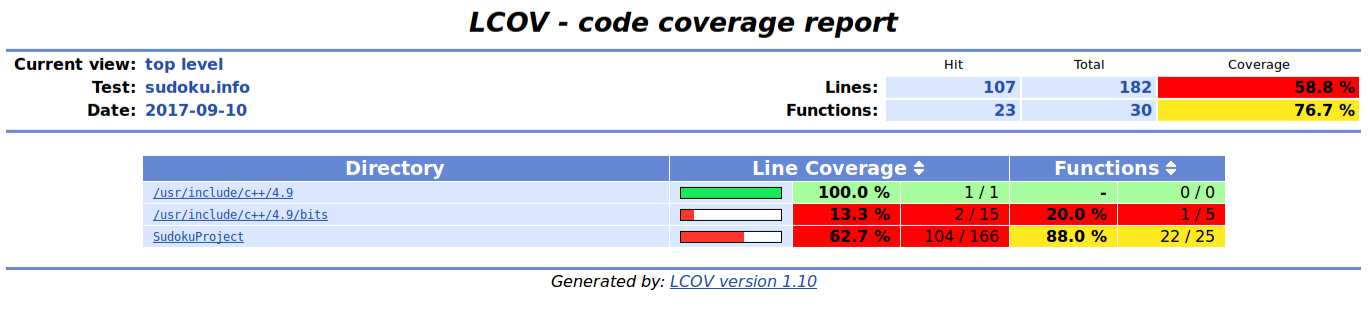 LCOV - code coverage report
Current view: top level Hit Total Coverage
Test: sudoku.info Lines: 107 182 58.8 %
Date: 2017-09-10 Functions: 23 30 76.7 %
Directory Line Coverage Functions
/usr/include/c++/4.9 100.0 % 1 / 1 - 0 / 0
/usr/include/c++/4.9/bits 13.3 % 2 / 15 20.0 % 1 / 5
SudokuProject 62.7 % 104 / 166 88.0 % 22 / 25
Generated by: LCOV version 1.10